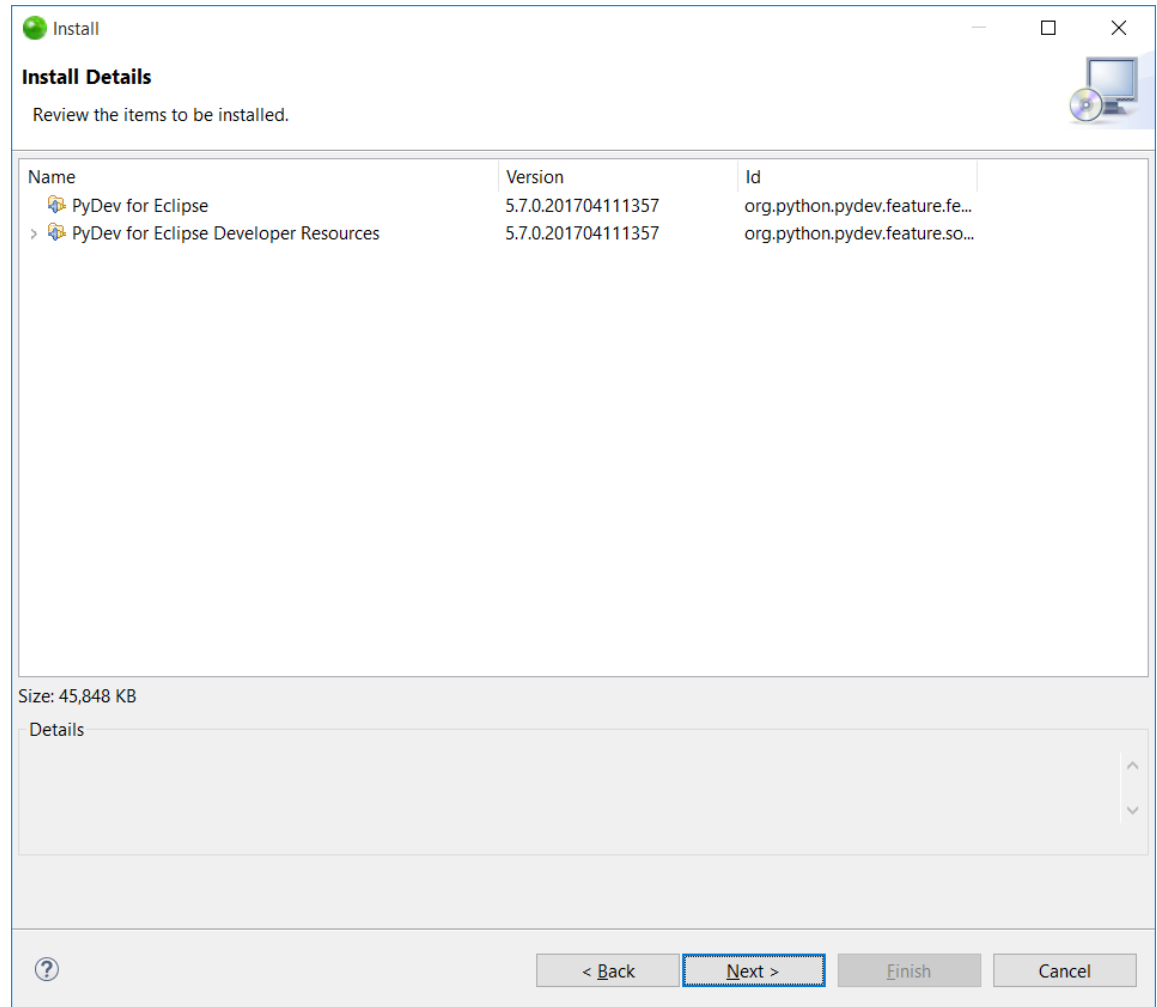 Install
Install Details
Review the items to be installed.
Name Version Id
PyDev for Eclipse 5.7.0.201704111357 org.python.pydev.feature.fe...
> PyDev for Eclipse Developer Resources 5.7.0.201704111357 org.python.pydev.feature.so...
Size: 45,848 KB
Details
? < Back Next > Finish Cancel